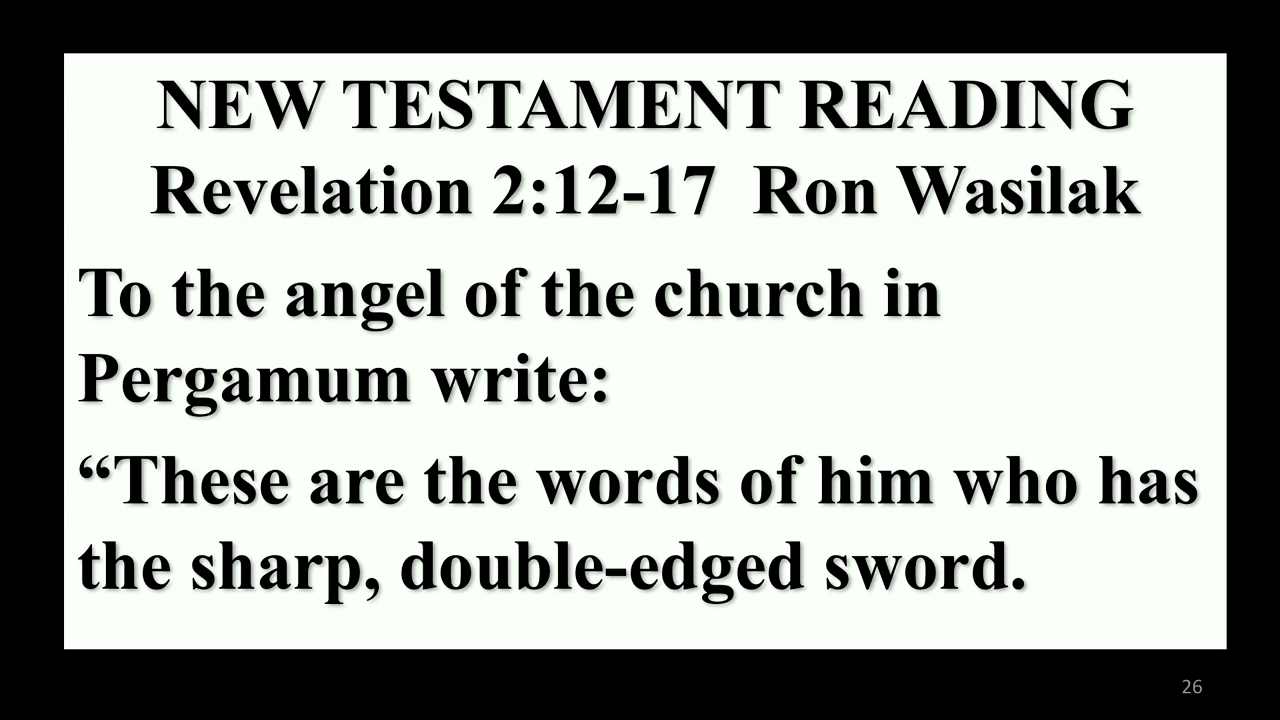 NEW TESTAMENT READING
Revelation 2:12-17  Ron Wasilak
To the angel of the church in
Pergamum write:
“These are the words of him who has
the sharp, double-edged sword.
26